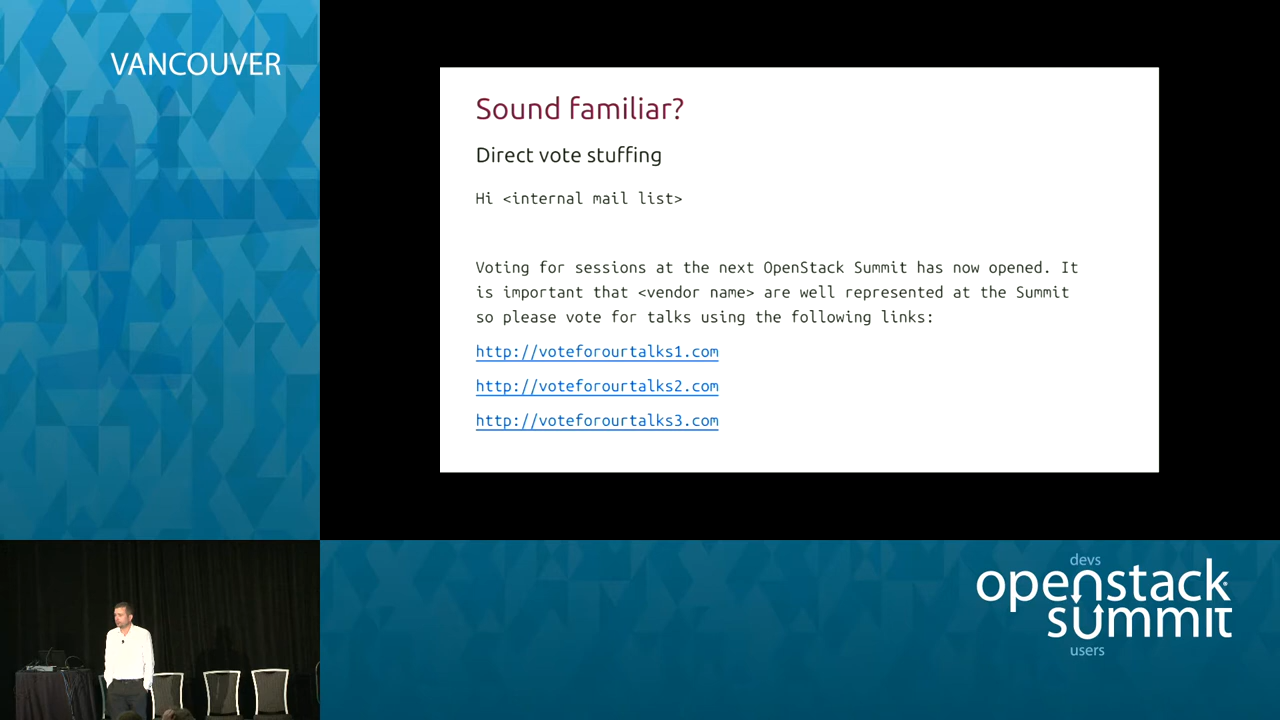 VANCOUVER
Sound familiar?
Direct vote stuffing
Hi <internal mail list>
Voting for sessions at the next OpenStack Summit has now opened. It
is important that <vendor name> are well represented at the Summit
so please vote for talks using the following links:
http://voteforourtalks1.com
http://voteforourtalks2.com
http://voteforourtalks3.com
devs
openstack
summit
users